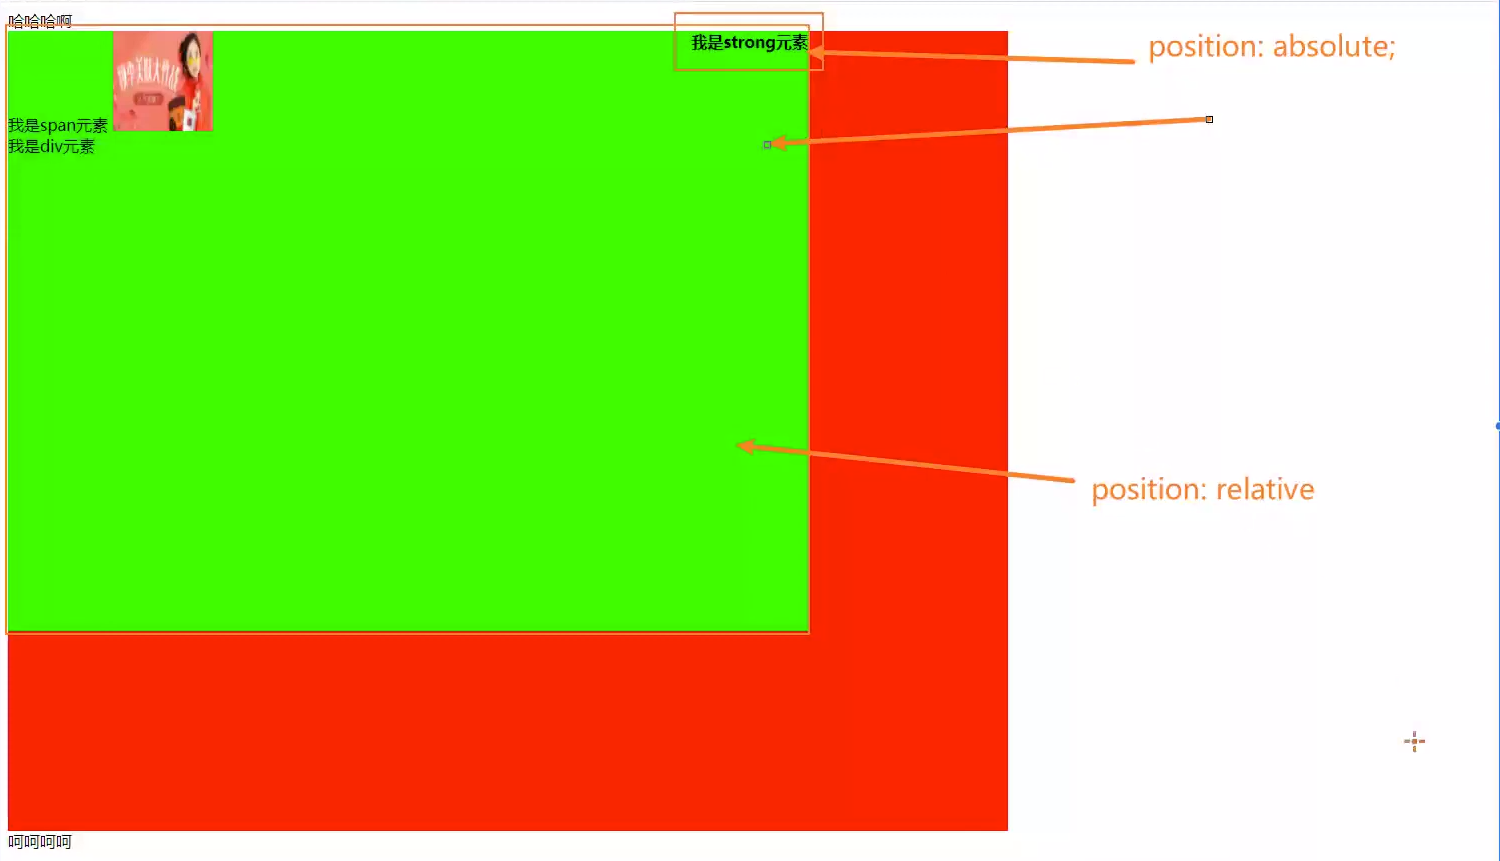 哈哈哈啊
我是strong元素
position: absolute;
我是span元素
我是div元素
position: relative
呵呵呵呵